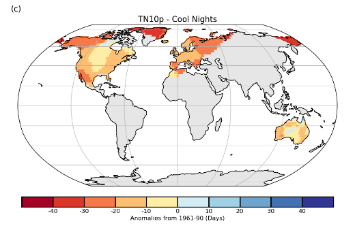 (c)
TN10p - Cool Nights
-40 -30 -20 -10 0 10 20 30 40
Anomalies from 1961-90 (Days)